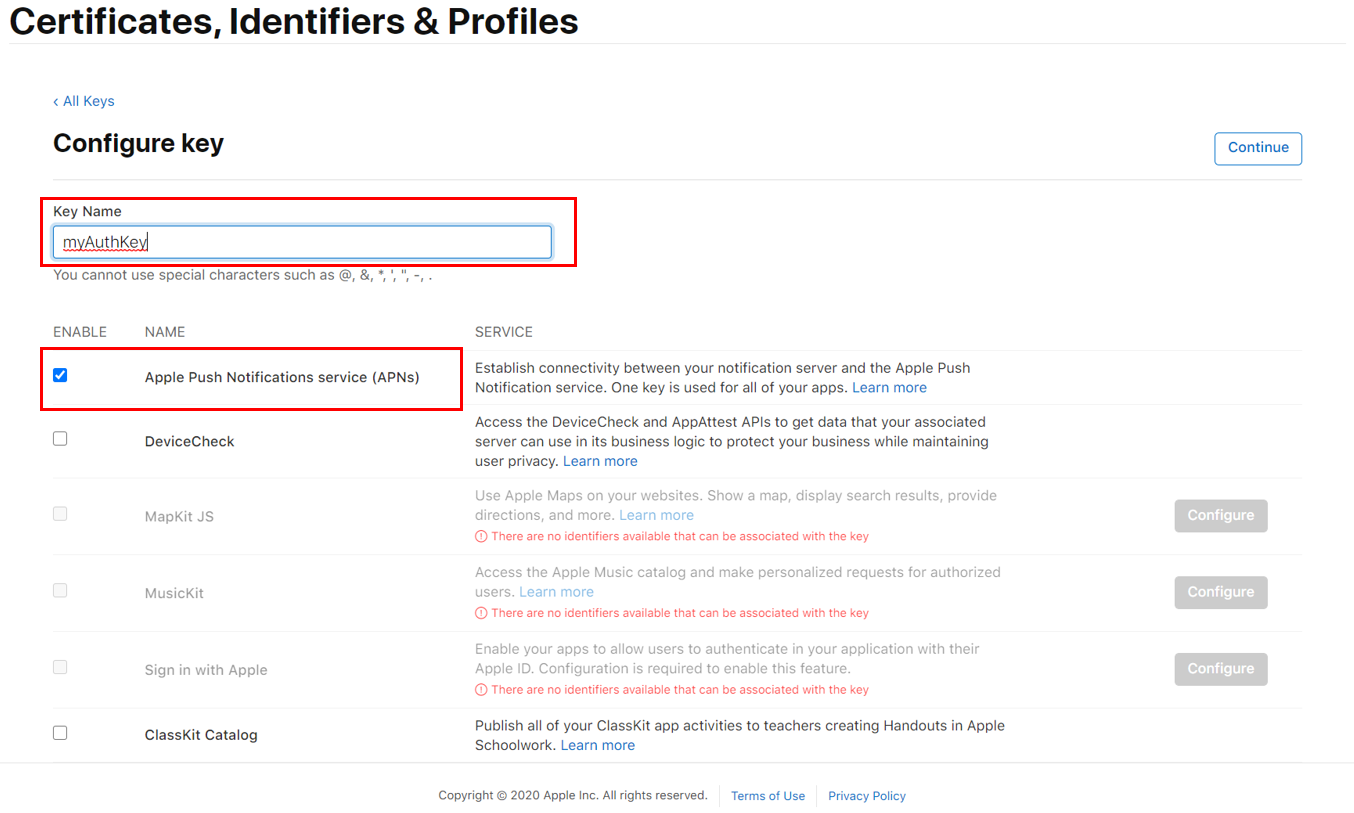 Certificates, Identifiers & Profiles
‹ All Keys
Configure key
Continue
Key Name
myAuthKey
You cannot use special characters such as @, &, *, ', ", -, .
ENABLE NAME SERVICE
Apple Push Notifications service (APNs)
Establish connectivity between your notification server and the Apple Push
Notification service. One key is used for all of your apps. Learn more
DeviceCheck
Access the DeviceCheck and AppAttest APIs to get data that your associated
server can use in its business logic to protect your business while maintaining
user privacy. Learn more
MapKit JS
Use Apple Maps on your websites. Show a map, display search results, provide
directions, and more. Learn more
There are no identifiers available that can be associated with the key
Configure
MusicKit
Access the Apple Music catalog and make personalized requests for authorized
users. Learn more
There are no identifiers available that can be associated with the key
Configure
Sign in with Apple
Enable your apps to allow users to authenticate in your application with their
Apple ID. Configuration is required to enable this feature.
There are no identifiers available that can be associated with the key
Configure
ClassKit Catalog
Publish all of your ClassKit app activities to teachers creating Handouts in Apple
Schoolwork. Learn more
Copyright © 2020 Apple Inc. All rights reserved. Terms of Use Privacy Policy